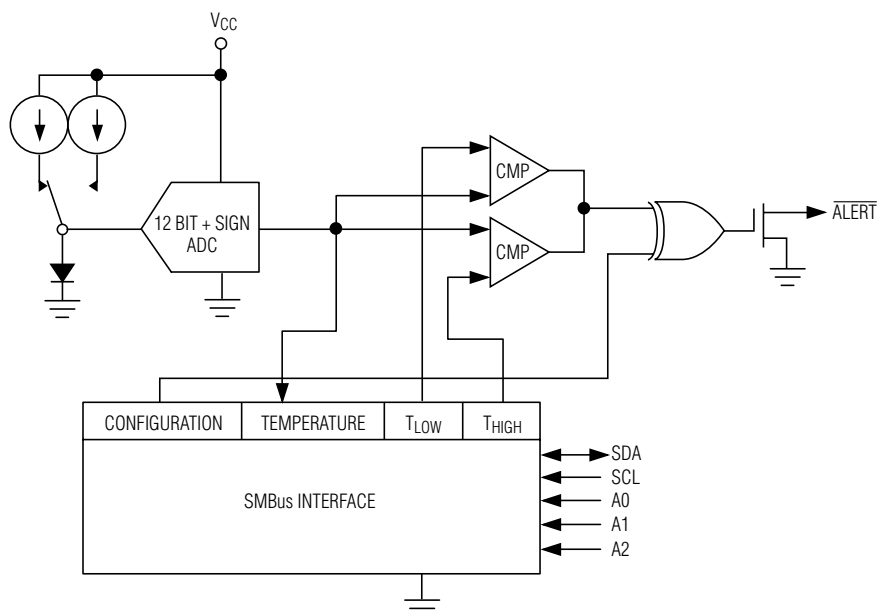 VCC
12 BIT + SIGN
ADC
CMP
CMP
ALERT
CONFIGURATION
TEMPERATURE
TLOW
THIGH
SMBus INTERFACE
SDA
SCL
A0
A1
A2